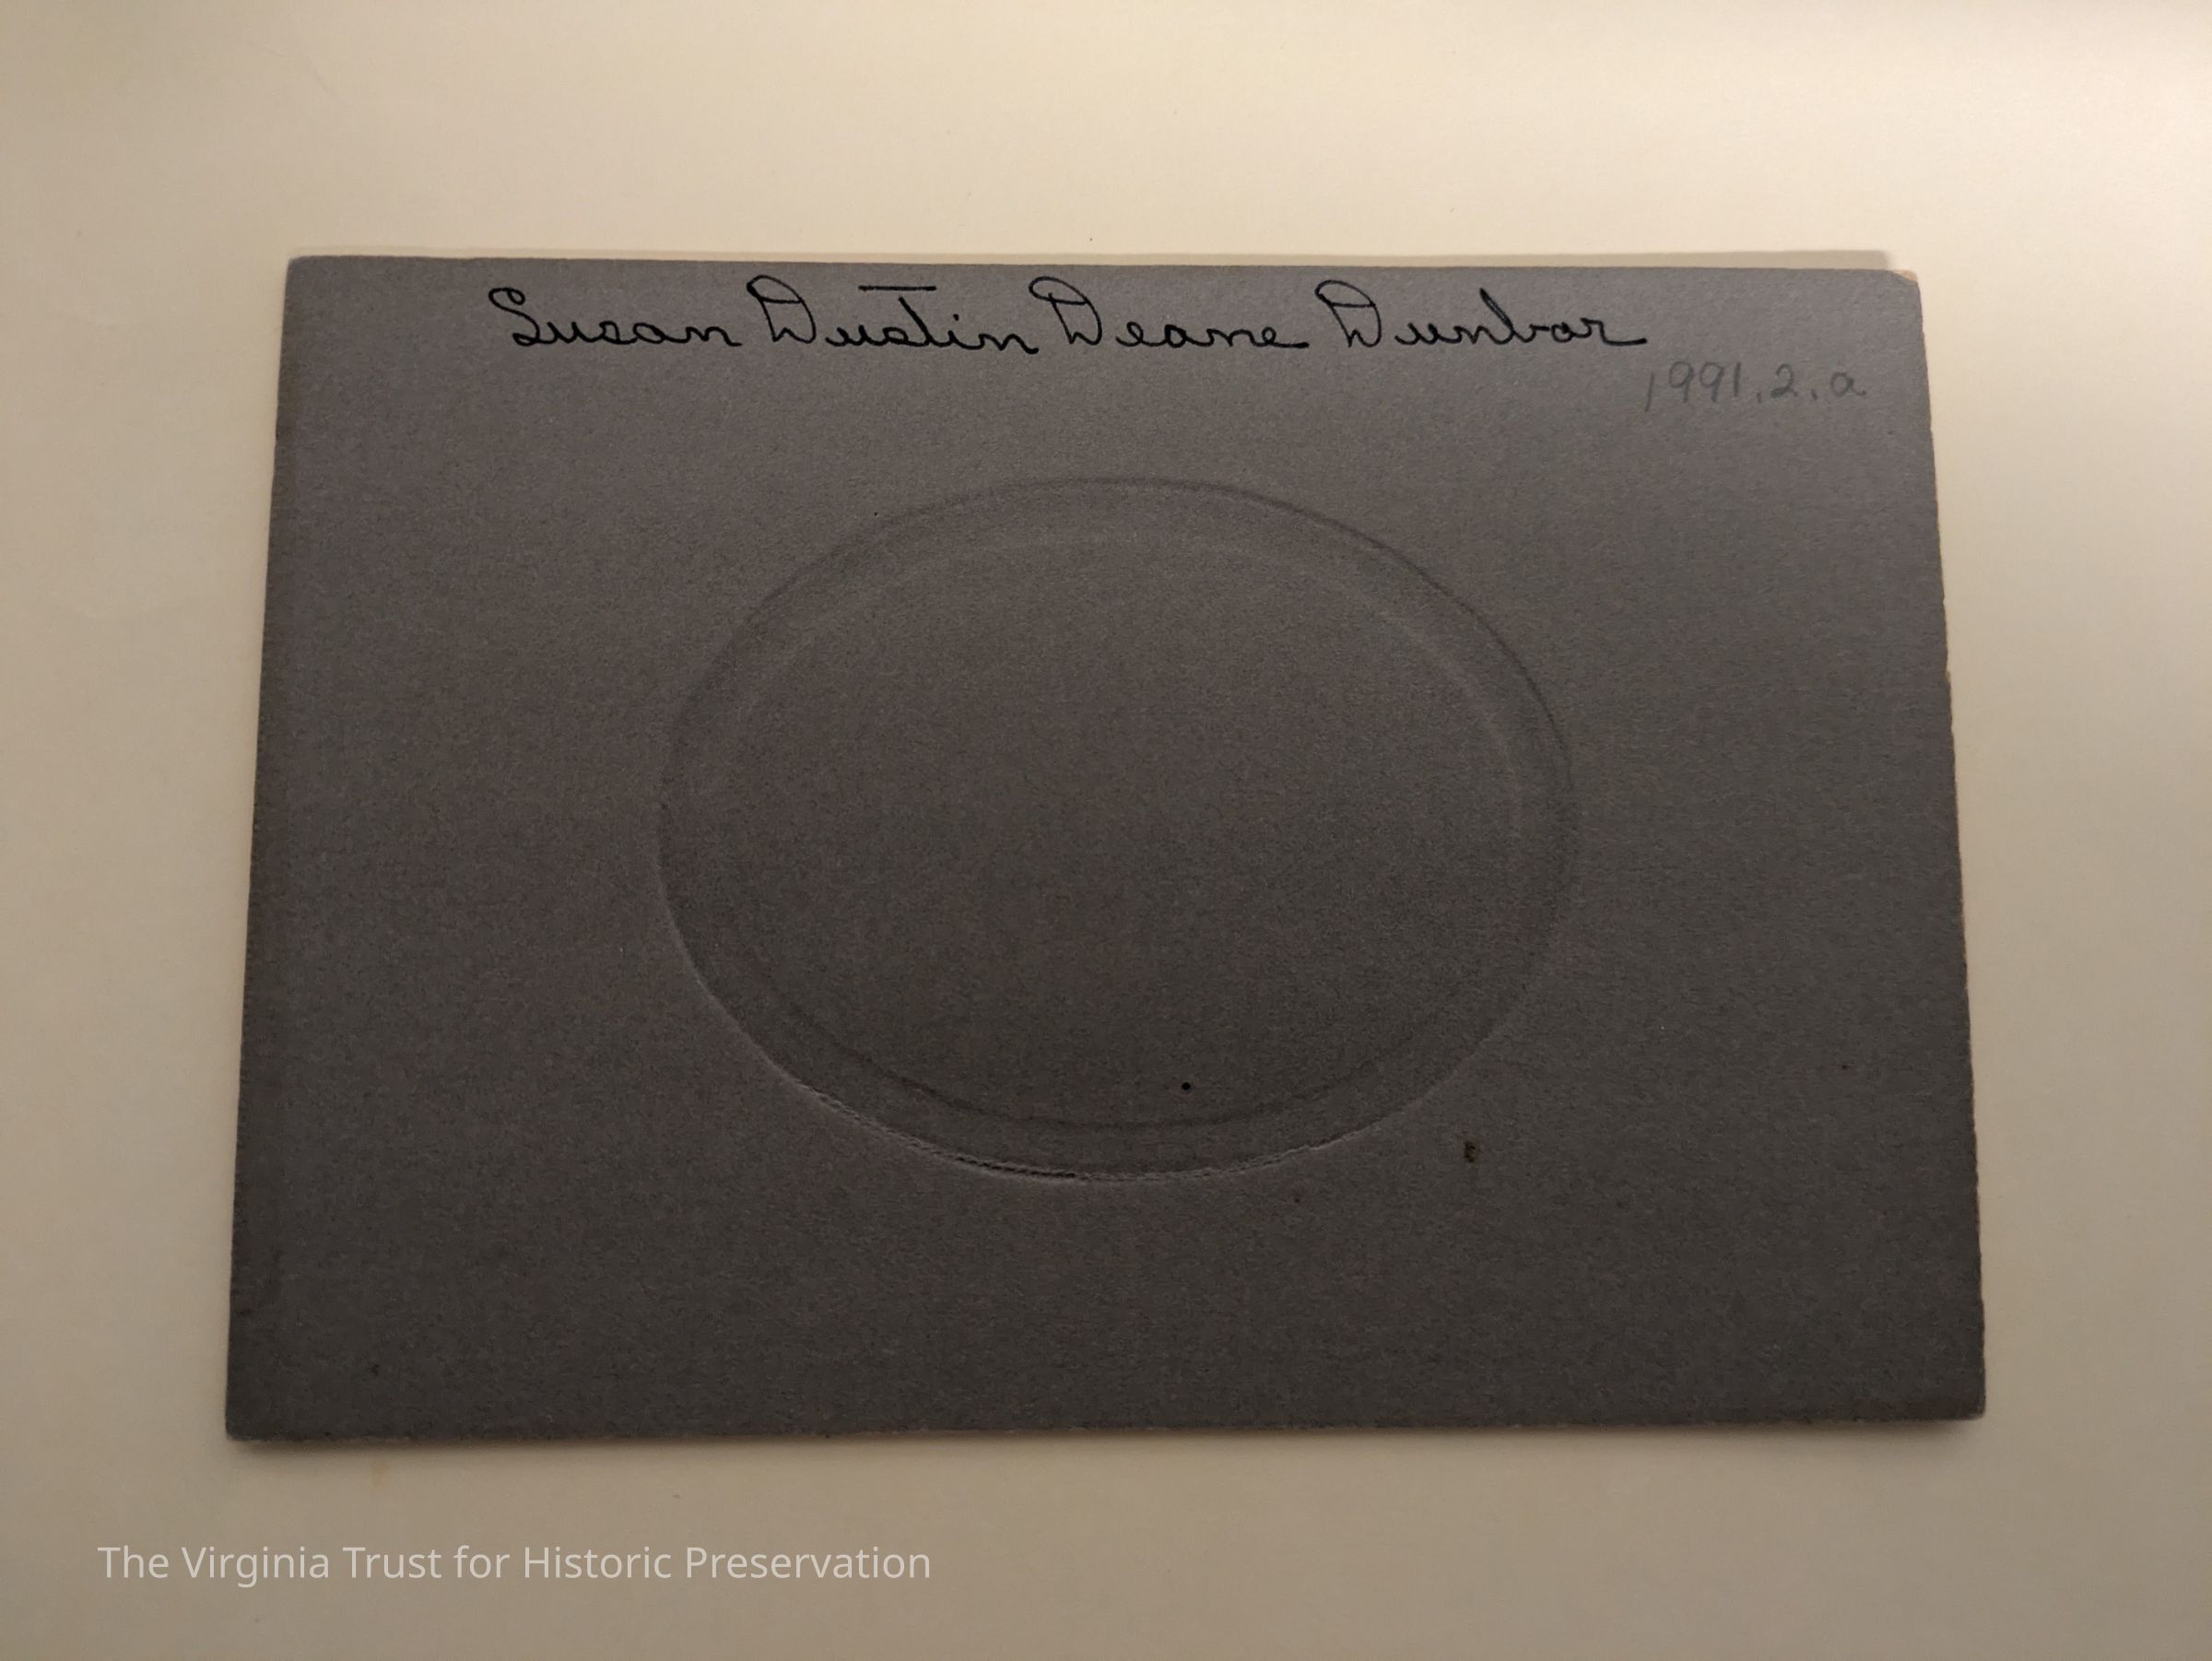 Susan Dustin Deane Dunbar
1991.2.a
The Virginia Trust for Historic Preservation